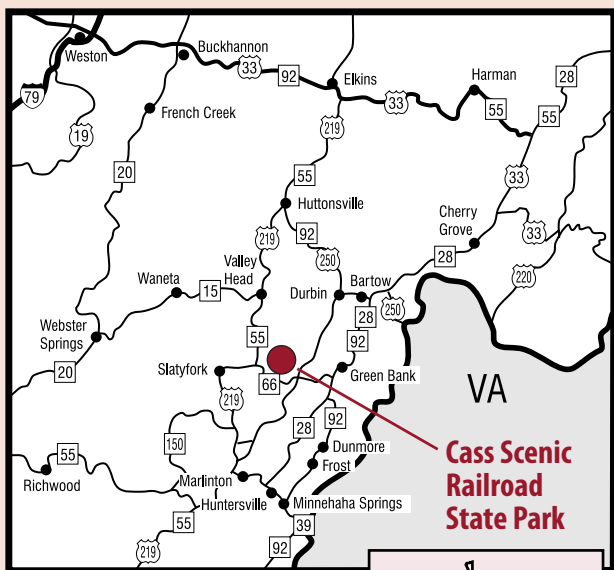 Weston
Buckhannon
33
92
Elkins
Harman
28
79
French Creek
33
55
55
19
219
33
20
55
Huttonsville
92
Cherry
Grove
33
219
250
28
220
Valley
Head
Waneta
15
Durbin
Bartow
250
28
Webster
Springs
55
92
Slatyfork
66
Green Bank
20
VA
219
92
28
150
Dunmore
Cass Scenic
Railroad
State Park
55
Frost
Richwood
Marlinton
Huntersville
Minnehaha Springs
55
39
219
92